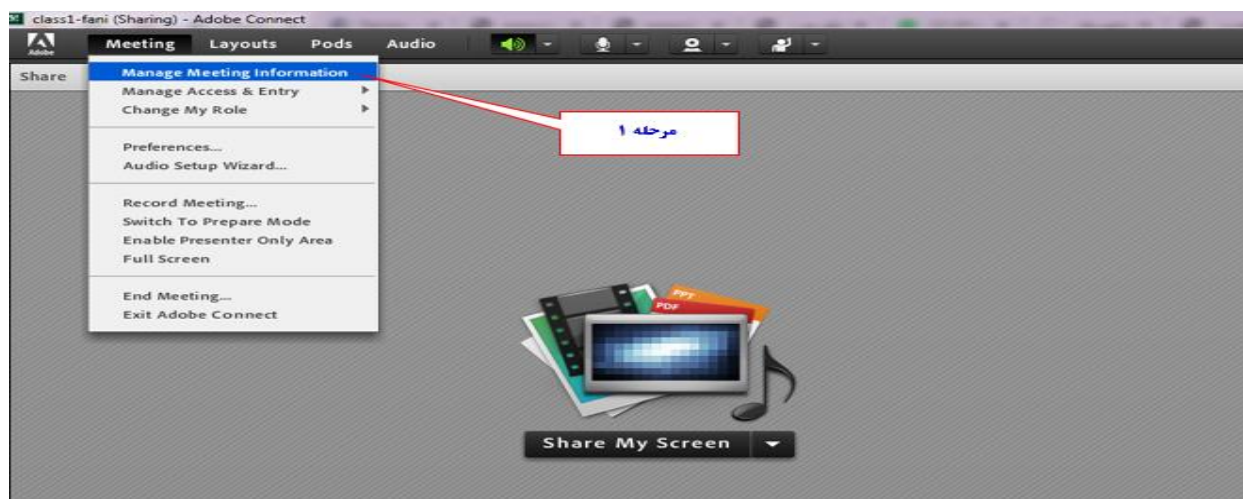 class1-fani (Sharing) - Adobe Connect
Adobe Meeting Layouts Pods Audio
Share
Manage Meeting Information
Manage Access & Entry
Change My Role
Preferences...
Audio Setup Wizard...
Record Meeting...
Switch To Prepare Mode
Enable Presenter Only Area
Full Screen
End Meeting...
Exit Adobe Connect
مرحله ۱
PPT
PDF
Share My Screen